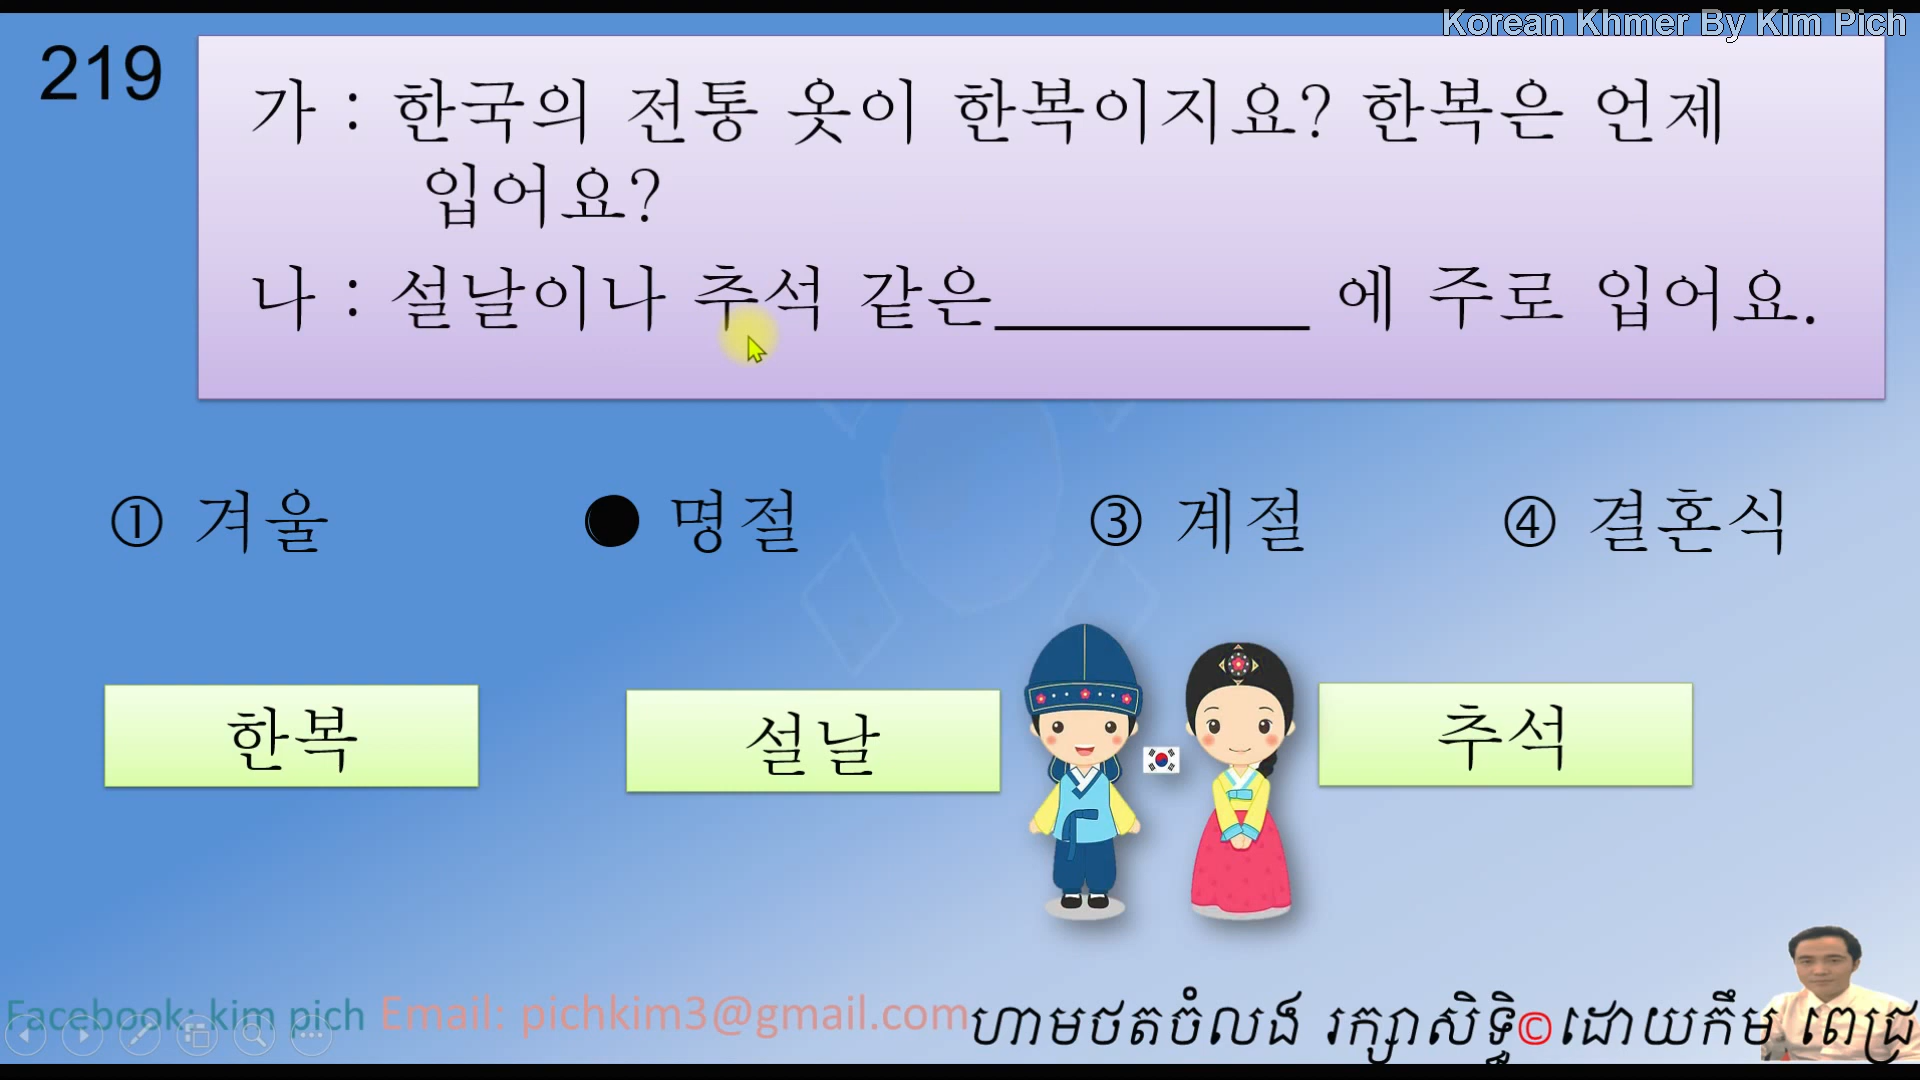 Korean Khmer By Kim Pich
219
가 : 한국의 전통 옷이 한복이지요? 한복은 언제
입어요?
나 : 설날이나 추석 같은_________ 에 주로 입어요.
① 겨울 ● 명절 ③ 계절 ④ 결혼식
한복 설날 추석
Facebook: kim pich Email: pichkim3@gmail.com ហាមថតចំលង រក្សាសិទ្ធិ©ដោយកឹម ពេជ្រ